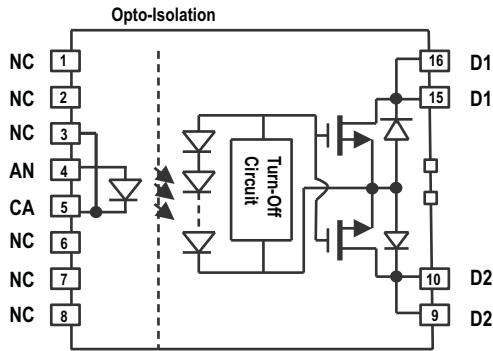 Opto-Isolation
NC 1
NC 2
NC 3
AN 4
CA 5
NC 6
NC 7
NC 8
Turn-Off
Circuit
16 D1
15 D1
10 D2
9 D2